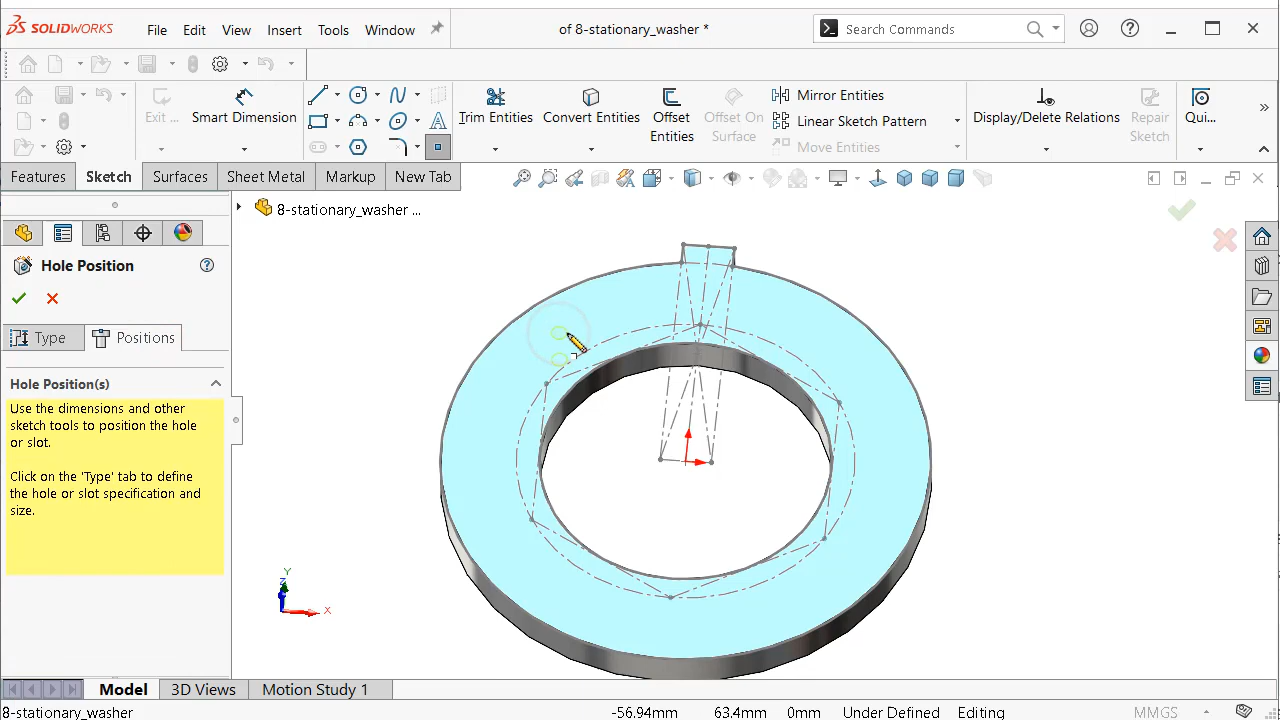 SOLIDWORKS
File Edit View Insert Tools Window
of 8-stationary_washer *
Search Commands
Exit ...
Smart Dimension
Trim Entities
Convert Entities
Offset
Entities
Offset On
Surface
Mirror Entities
Linear Sketch Pattern
Move Entities
Display/Delete Relations
Repair
Sketch
Qui...
Features Sketch Surfaces Sheet Metal Markup New Tab
8-stationary_washer ...
Hole Position
Type Positions
Hole Position(s)
Use the dimensions and other
sketch tools to position the hole
or slot.
Click on the 'Type' tab to define
the hole or slot specification and
size.
Y
Z
X
Model 3D Views Motion Study 1
8-stationary_washer
-56.94mm 63.4mm 0mm Under Defined Editing MMGS